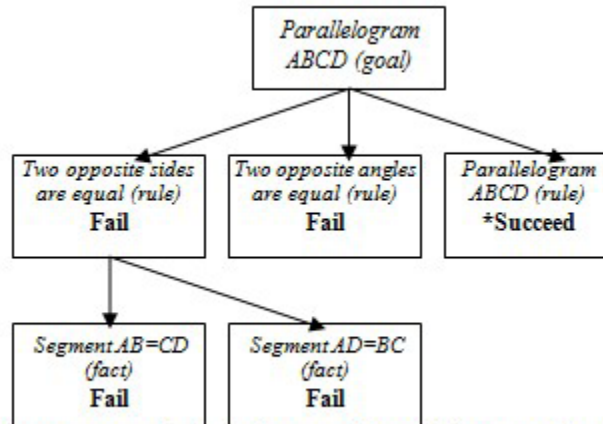 Parallelogram
ABCD (goal)
Two opposite sides
are equal (rule)
Fail
Two opposite angles
are equal (rule)
Fail
Parallelogram
ABCD (rule)
*Succeed
Segment AB=CD
(fact)
Fail
Segment AD=BC
(fact)
Fail